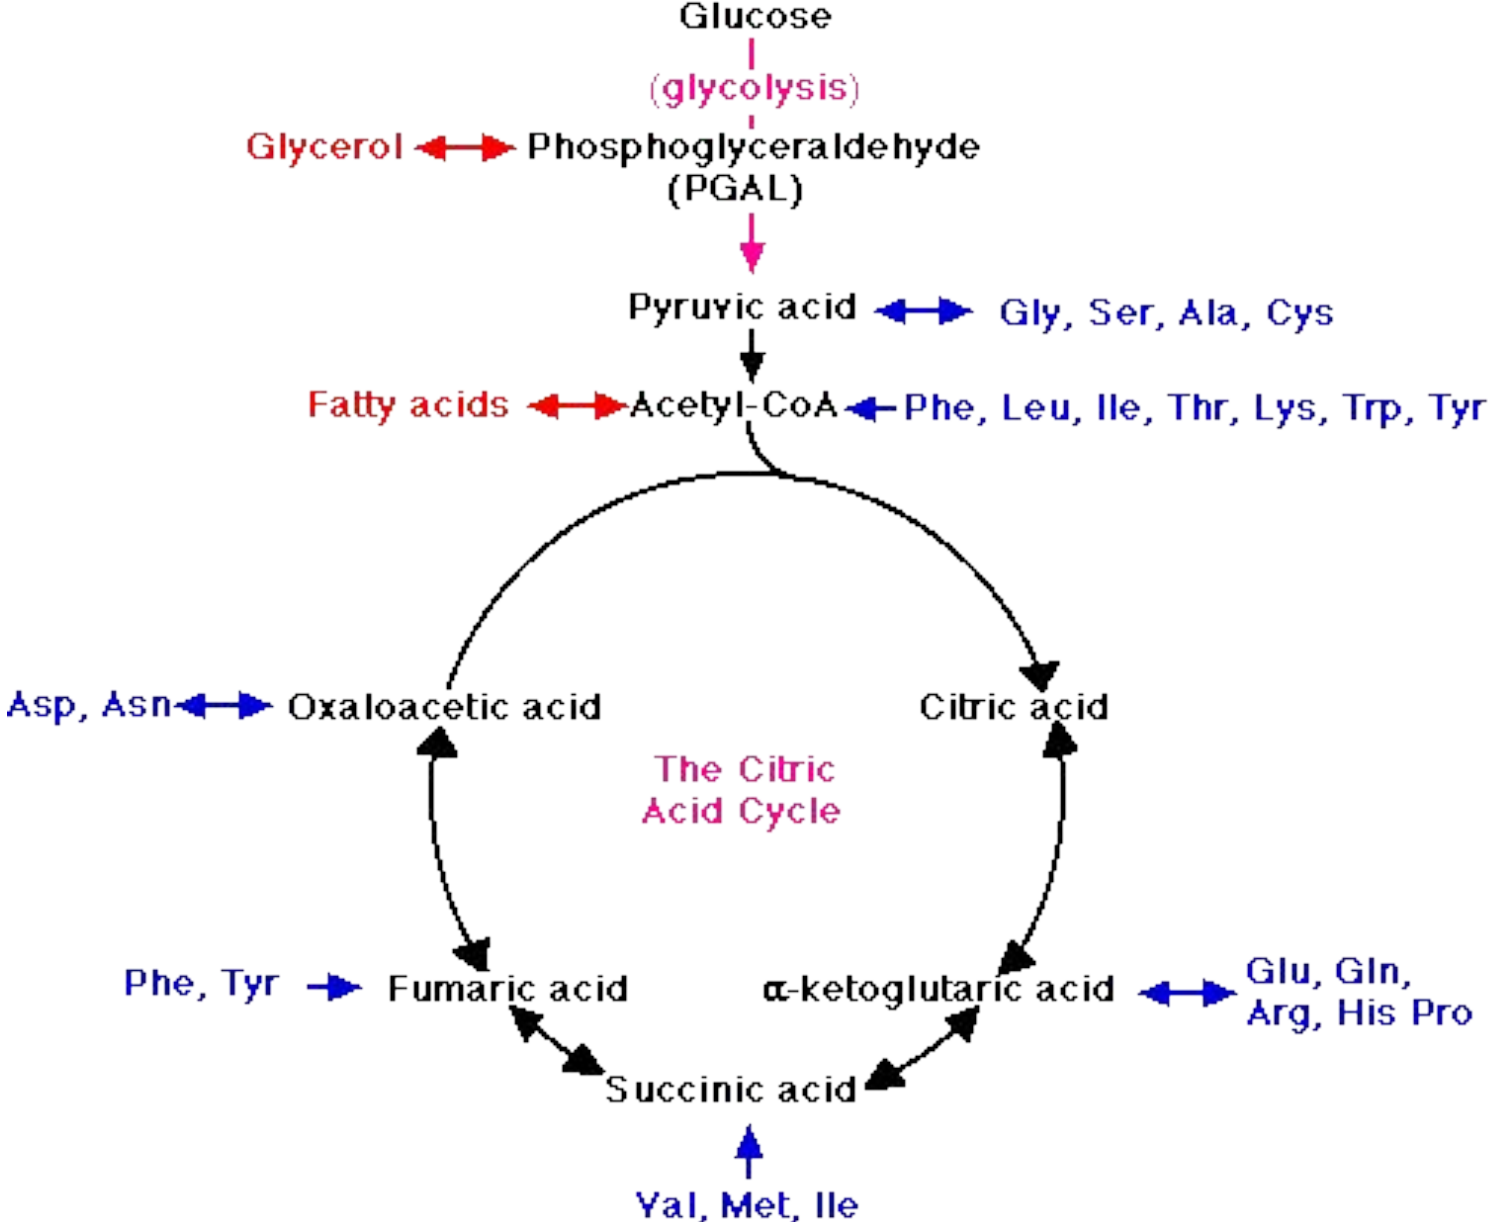 Glucose
(glycolysis)
Glycerol
Phosphoglyceraldehyde
(PGAL)
Pyruvic acid
Gly, Ser, Ala, Cys
Fatty acids
Acetyl-CoA
Phe, Leu, Ile, Thr, Lys, Trp, Tyr
Asp, Asn
Oxaloacetic acid
Citric acid
The Citric
Acid Cycle
Phe, Tyr
Fumaric acid
α-ketoglutaric acid
Glu, Gln,
Arg, His Pro
Succinic acid
Val, Met, Ile